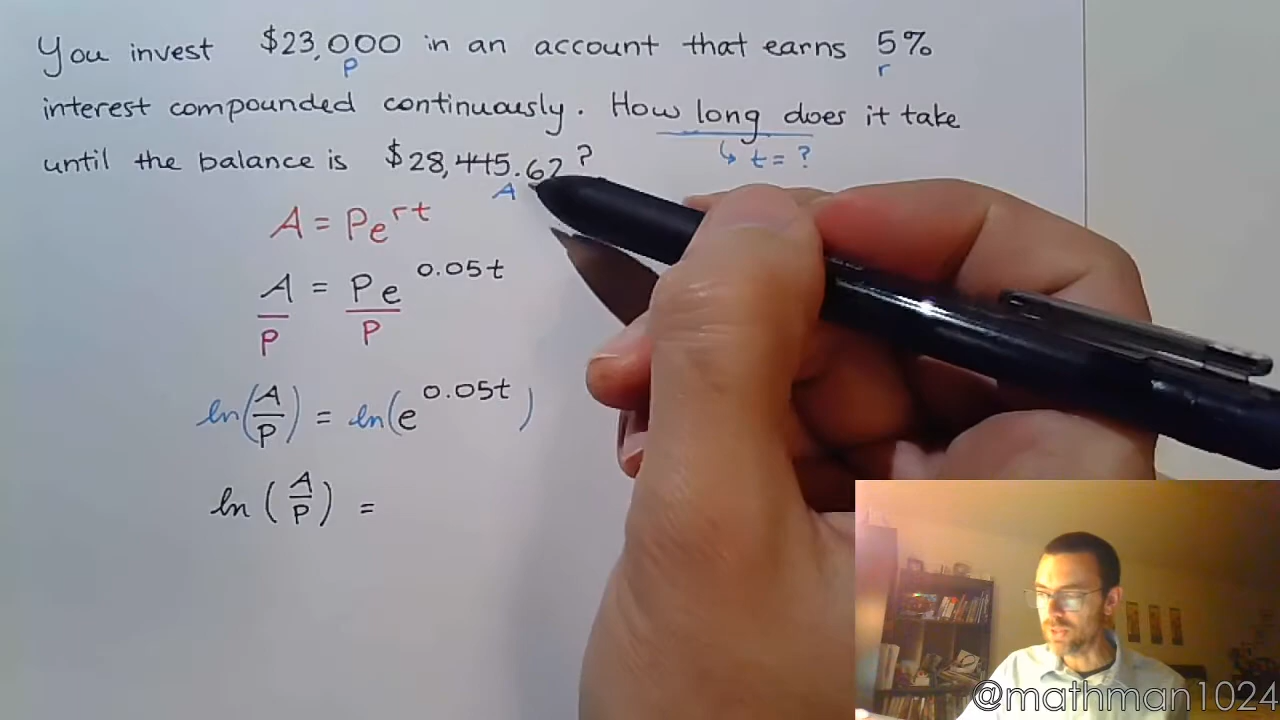 You invest $23,000 in an account that earns 5%
P r
interest compounded continuously. How long does it take
until the balance is $28,445.62?
↳ t = ?
A
A = Pe^rt
A/P = Pe^0.05t/P
ln(A/P) = ln(e^0.05t)
ln(A/P) =
@mathman1024